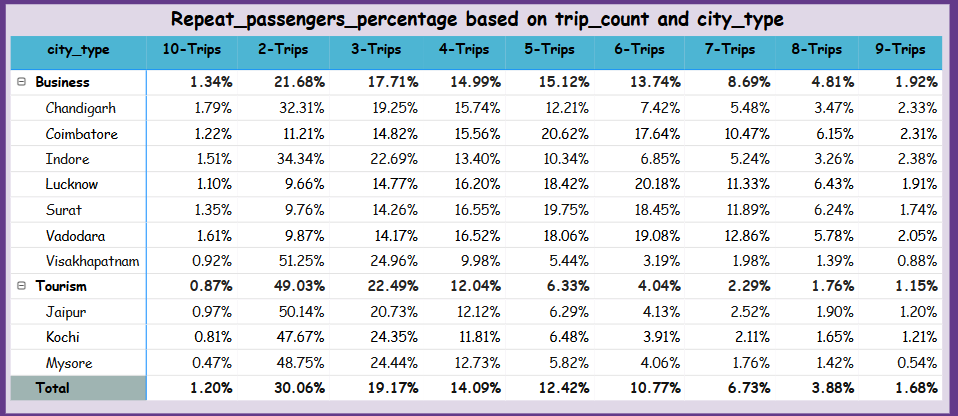 Repeat_passengers_percentage based on trip_count and city_type
city_type 10-Trips 2-Trips 3-Trips 4-Trips 5-Trips 6-Trips 7-Trips 8-Trips 9-Trips
Business 1.34% 21.68% 17.71% 14.99% 15.12% 13.74% 8.69% 4.81% 1.92%
Chandigarh 1.79% 32.31% 19.25% 15.74% 12.21% 7.42% 5.48% 3.47% 2.33%
Coimbatore 1.22% 11.21% 14.82% 15.56% 20.62% 17.64% 10.47% 6.15% 2.31%
Indore 1.51% 34.34% 22.69% 13.40% 10.34% 6.85% 5.24% 3.26% 2.38%
Lucknow 1.10% 9.66% 14.77% 16.20% 18.42% 20.18% 11.33% 6.43% 1.91%
Surat 1.35% 9.76% 14.26% 16.55% 19.75% 18.45% 11.89% 6.24% 1.74%
Vadodara 1.61% 9.87% 14.17% 16.52% 18.06% 19.08% 12.86% 5.78% 2.05%
Visakhapatnam 0.92% 51.25% 24.96% 9.98% 5.44% 3.19% 1.98% 1.39% 0.88%
Tourism 0.87% 49.03% 22.49% 12.04% 6.33% 4.04% 2.29% 1.76% 1.15%
Jaipur 0.97% 50.14% 20.73% 12.12% 6.29% 4.13% 2.52% 1.90% 1.20%
Kochi 0.81% 47.67% 24.35% 11.81% 6.48% 3.91% 2.11% 1.65% 1.21%
Mysore 0.47% 48.75% 24.44% 12.73% 5.82% 4.06% 1.76% 1.42% 0.54%
Total 1.20% 30.06% 19.17% 14.09% 12.42% 10.77% 6.73% 3.88% 1.68%